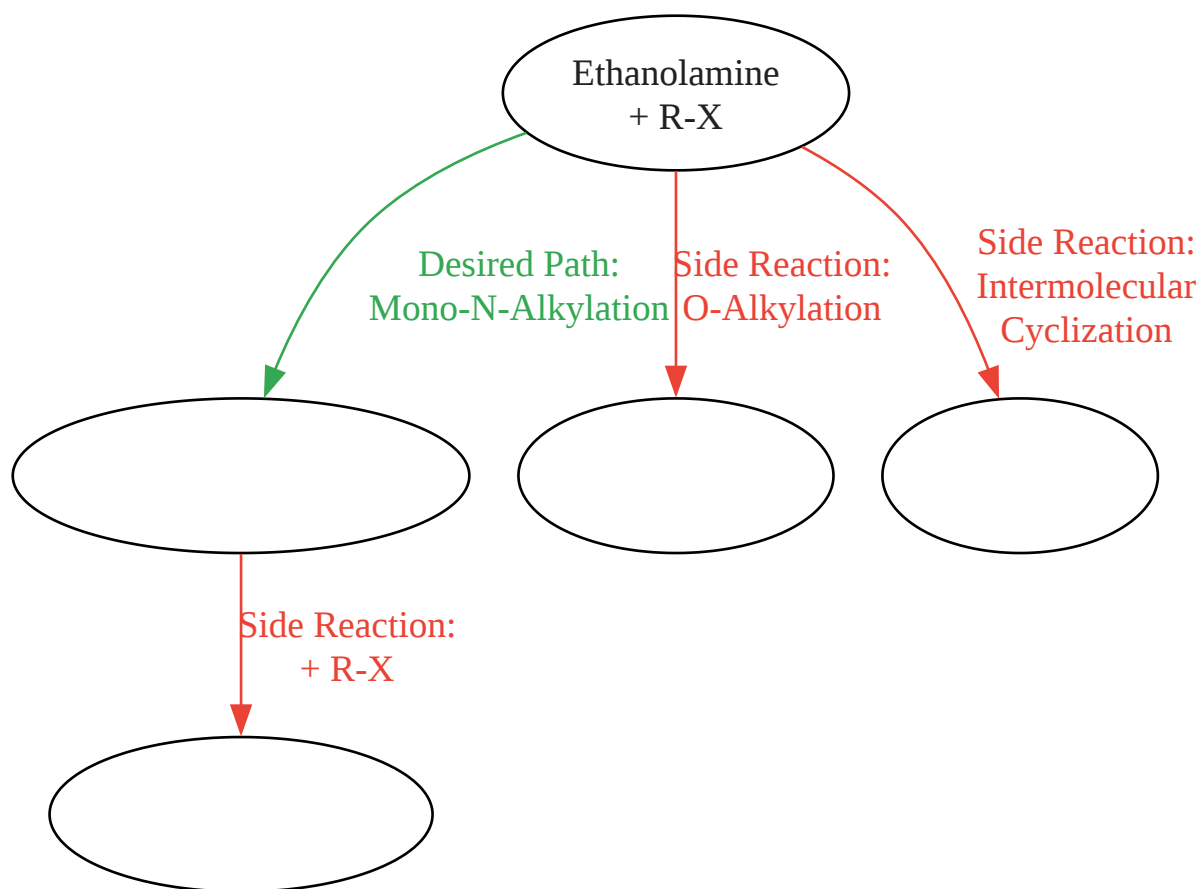 Ethanolamine
+ R-X
Desired Path:
Mono-N-Alkylation
Side Reaction:
O-Alkylation
Side Reaction:
Intermolecular
Cyclization
Side Reaction:
+ R-X